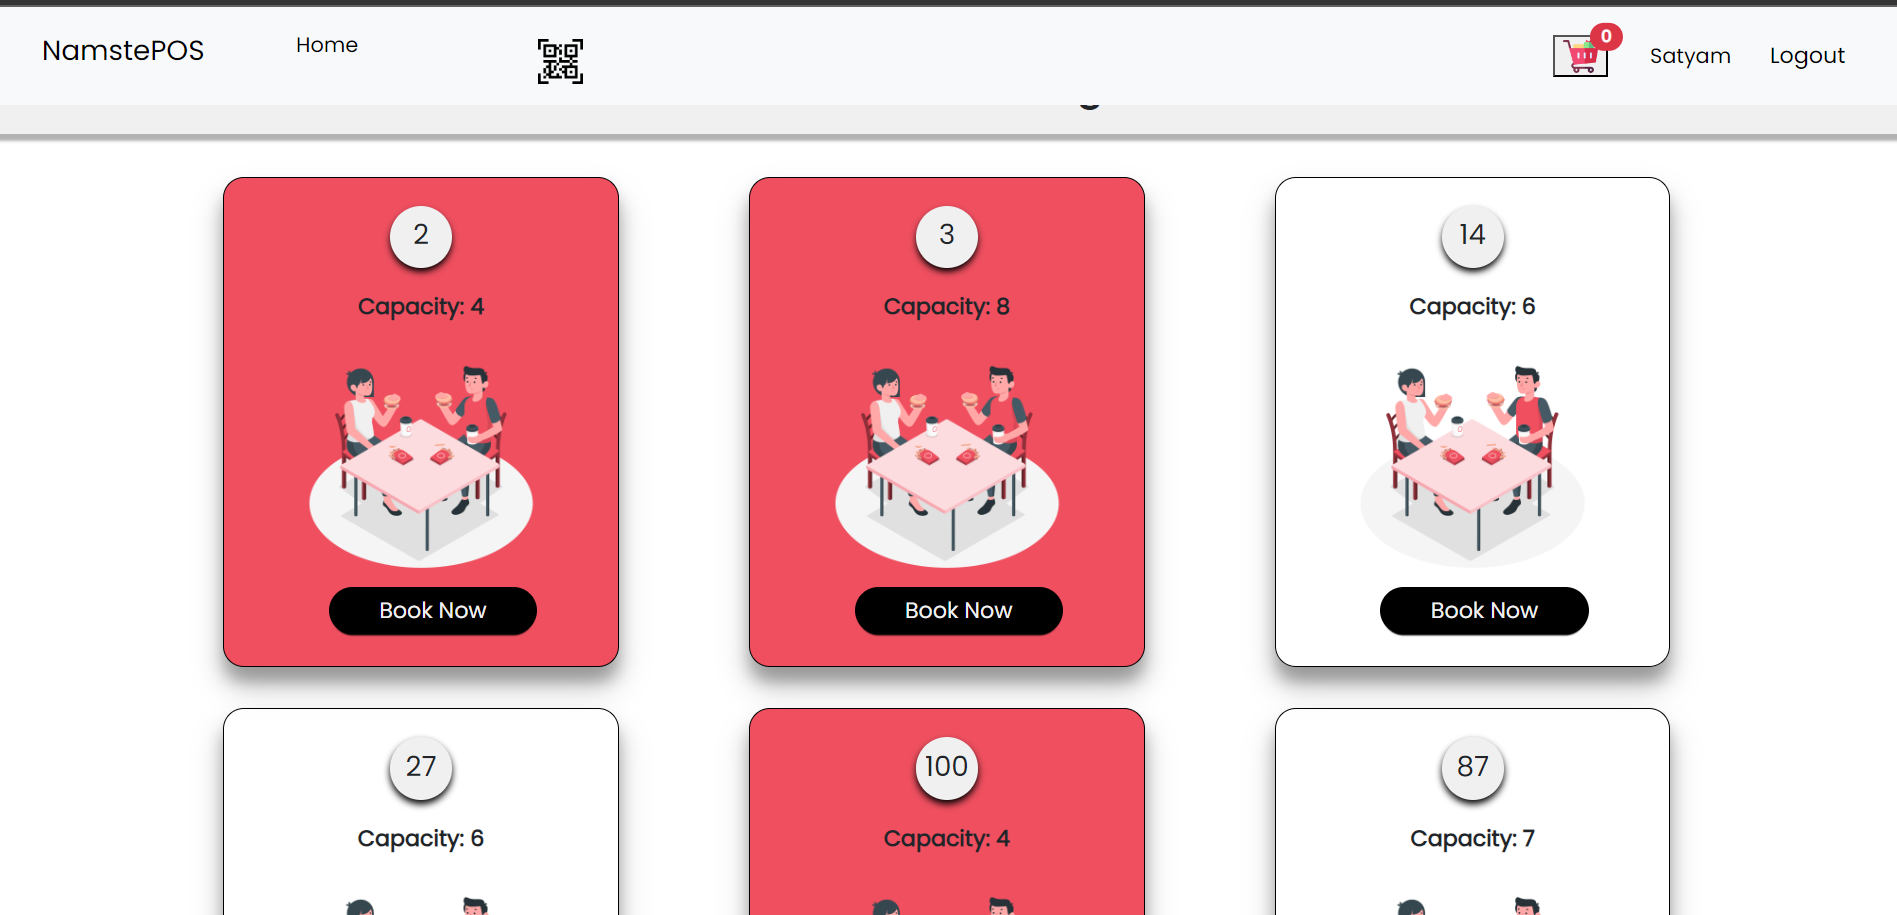 NamstePOS
Home
0
Satyam
Logout
2
3
14
Capacity: 4
Capacity: 8
Capacity: 6
Book Now
Book Now
Book Now
27
100
87
Capacity: 6
Capacity: 4
Capacity: 7